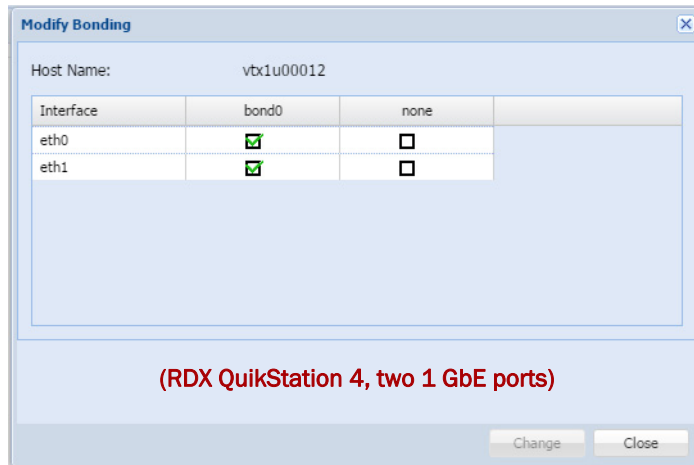 Modify Bonding
Host Name: vtx1u00012
Interface bond0 none
eth0
eth1
(RDX QuikStation 4, two 1 GbE ports)
Change Close